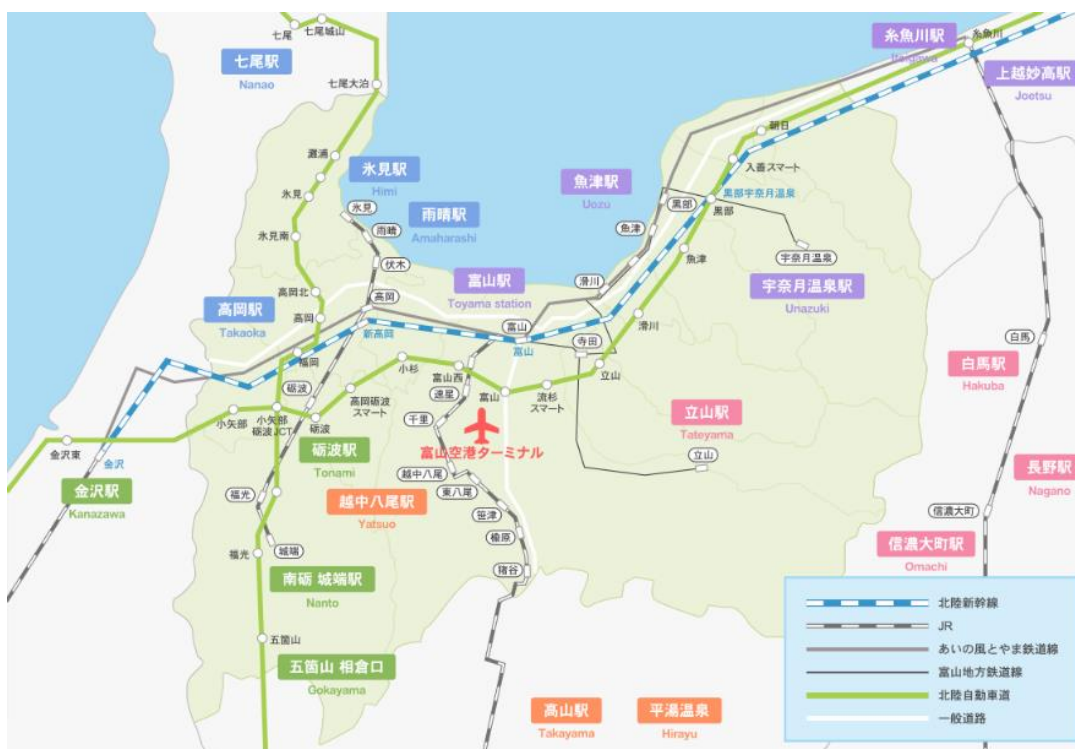 七尾
七尾城山
七尾駅
Nanao
七尾大泊
糸魚川駅
糸魚川
上越妙高駅
Joetsu
朝日
入善スマート
灘浦
氷見駅
Himi
氷見
氷見
雨晴駅
Amaharashi
雨晴
魚津駅
Uozu
黒部宇奈月温泉
黒部
黒部
魚津
氷見南
伏木
魚津
宇奈月温泉
富山駅
Toyama station
滑川
宇奈月温泉駅
Unazuki
高岡北
高岡
高岡駅
Takaoka
高岡
新高岡
富山
富山
滑川
寺田
白馬
福岡
小杉
富山西
立山
白馬駅
Hakuba
砺波
速星
高岡砺波
スマート
富山
流杉
スマート
小矢部
小矢部
砺波JCT
砺波
千里
立山駅
Tateyama
金沢東
金沢
砺波駅
Tonami
富山空港ターミナル
立山
長野駅
Nagano
金沢駅
Kanazawa
福光
越中八尾
東八尾
越中八尾駅
Yatsuo
笹津
信濃大町
楡原
福光
城端
信濃大町駅
Omachi
猪谷
南砺 城端駅
Nanto
五箇山
五箇山 相倉口
Gokayama
高山駅
Takayama
平湯温泉
Hirayu
北陸新幹線
JR
あいの風とやま鉄道線
富山地方鉄道線
北陸自動車道
一般道路